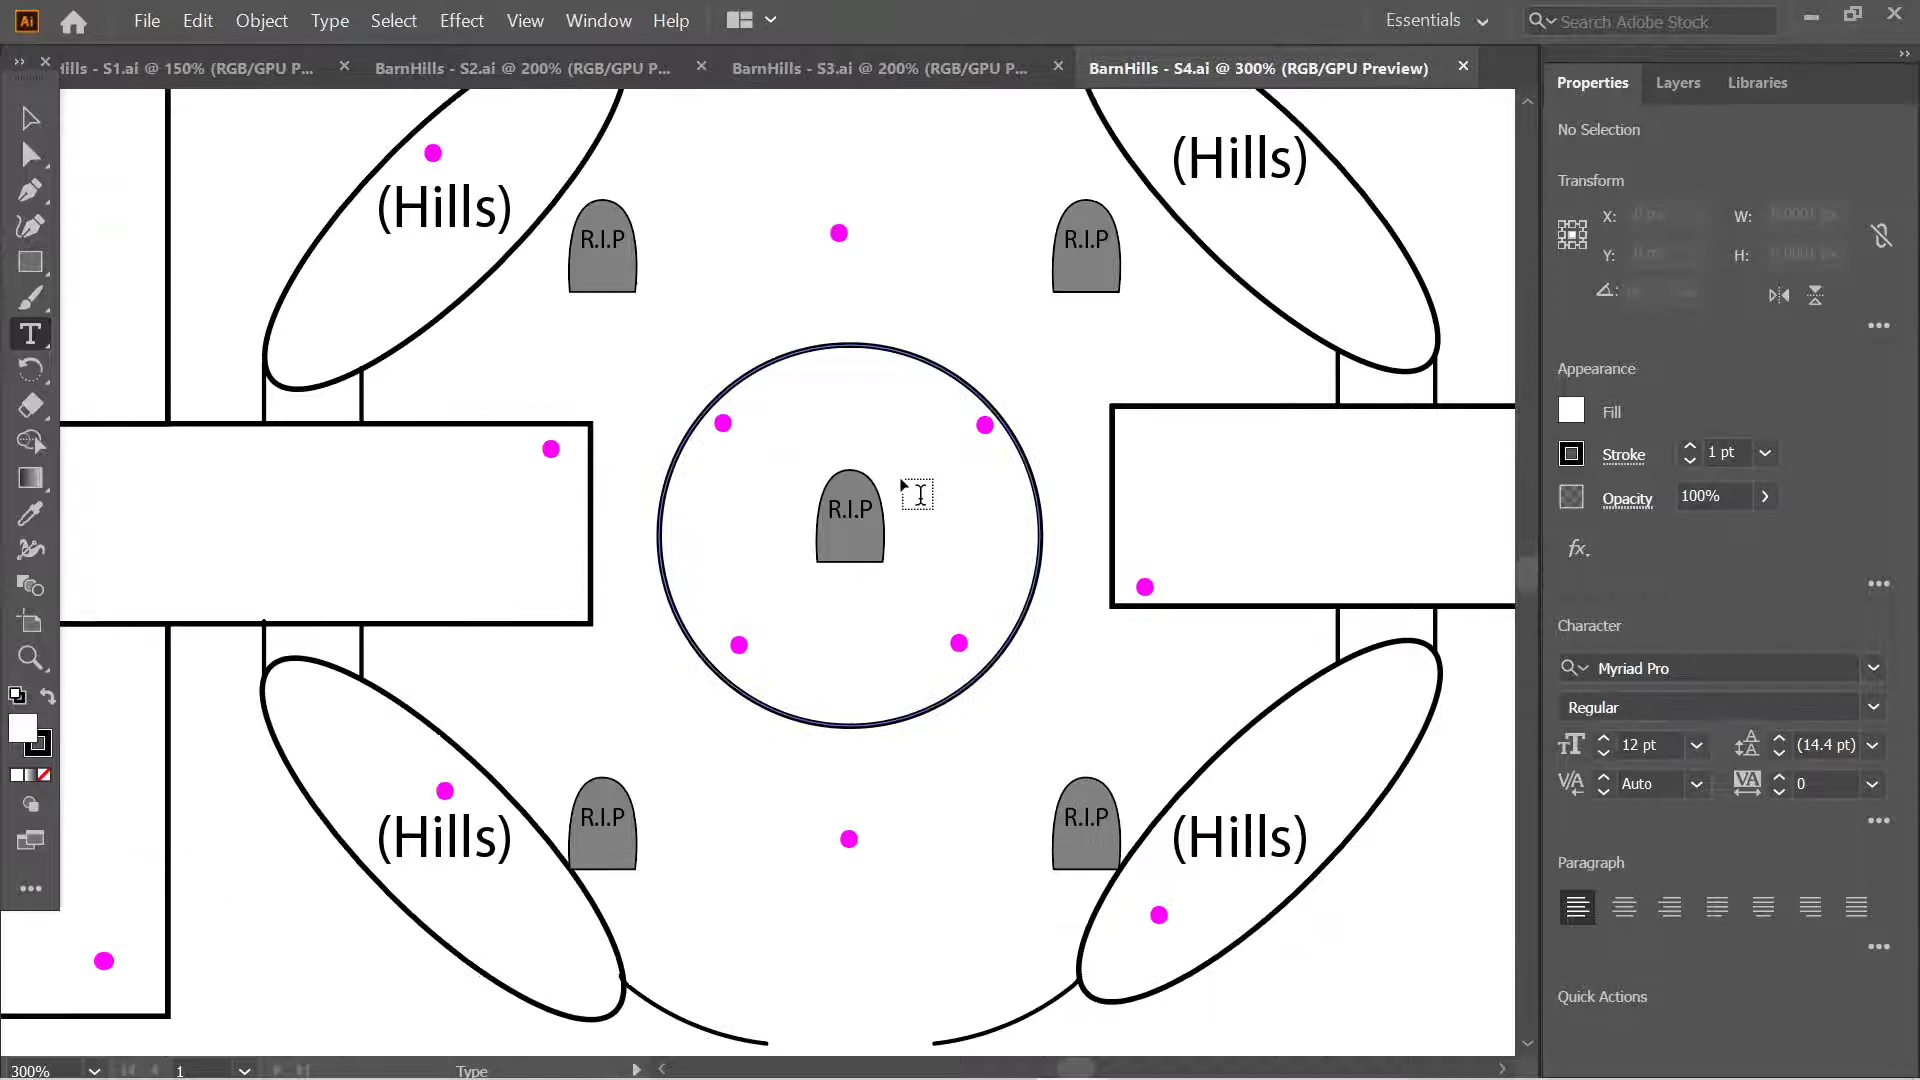 Ai File Edit Object Type Select Effect View Window Help Essentials Search Adobe Stock
Hills - S1.ai @ 150% (RGB/GPU P... BarnHills - S2.ai @ 200% (RGB/GPU P... BarnHills - S3.ai @ 200% (RGB/GPU P... BarnHills - S4.ai @ 300% (RGB/GPU Preview)
Properties Layers Libraries
No Selection
Transform
X: W:
Y: H:
Appearance
Fill
Stroke 1 pt
Opacity 100%
fx.
Character
Myriad Pro
Regular
12 pt (14.4 pt)
Auto 0
Paragraph
Quick Actions
(Hills)
(Hills)
R.I.P
R.I.P
R.I.P
R.I.P
R.I.P
(Hills)
(Hills)
300% 1 Type